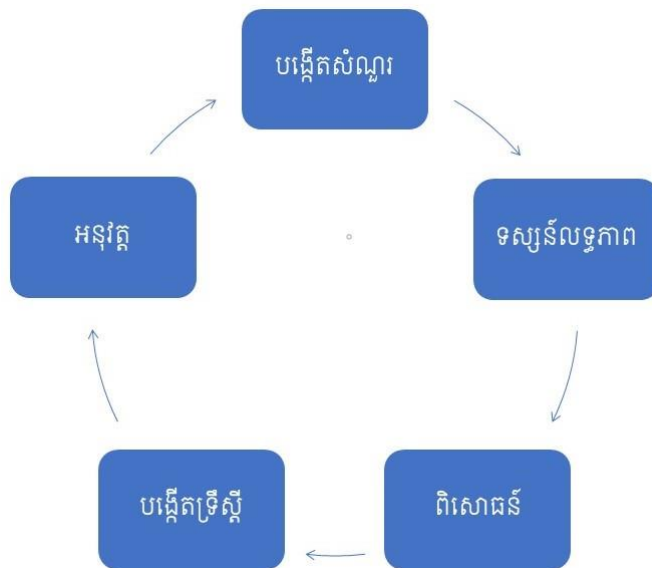 បង្កើតសំណួរ
ទស្សន៍លទ្ធភាព
ពិសោធន៍
បង្កើតទ្រឹស្តី
អនុវត្ត